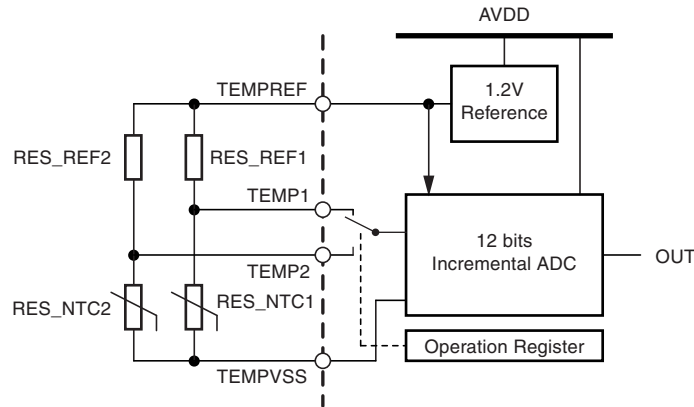 AVDD
1.2V
Reference
TEMPREF
RES_REF2
RES_REF1
TEMP1
12 bits
Incremental ADC
OUT
TEMP2
RES_NTC2
RES_NTC1
Operation Register
TEMPVSS